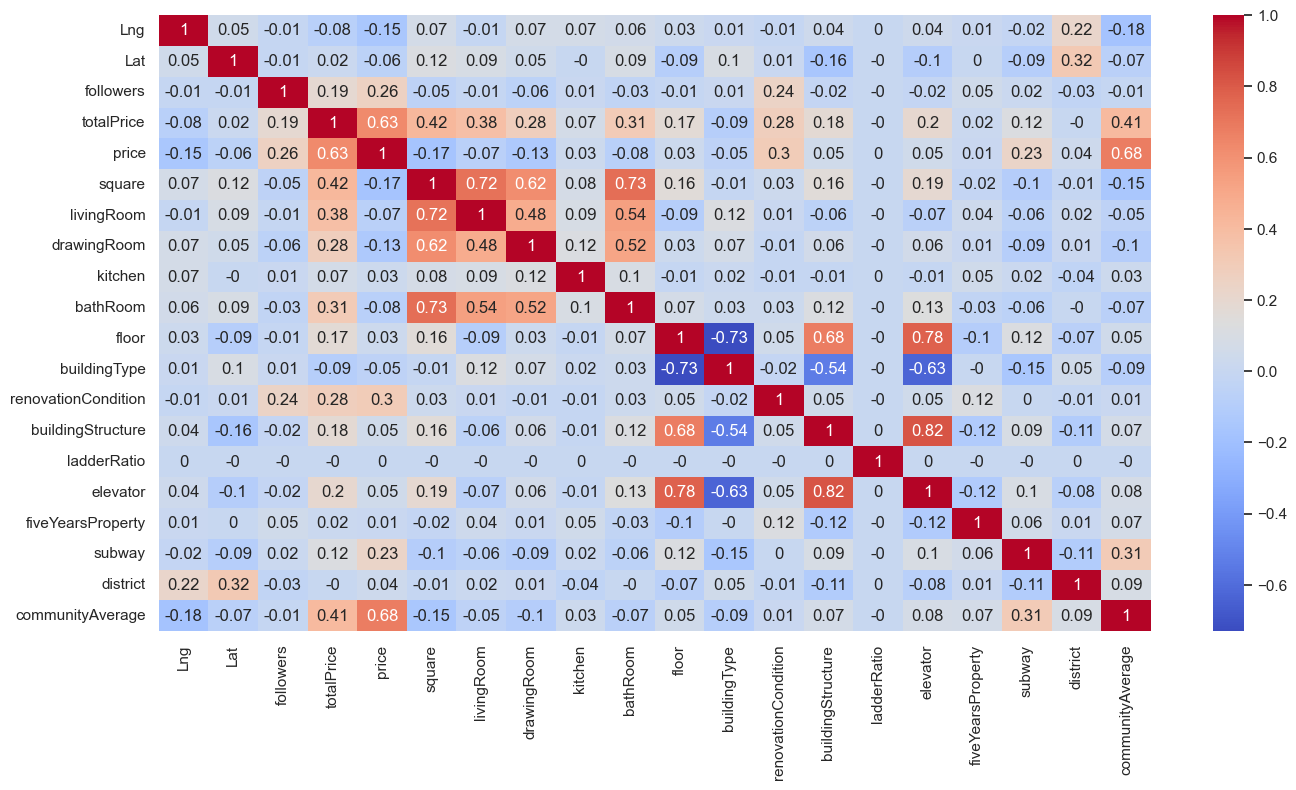 Lng 1 0.05 -0.01 -0.08 -0.15 0.07 -0.01 0.07 0.07 0.06 0.03 0.01 -0.01 0.04 0 0.04 0.01 -0.02 0.22 -0.18
Lat 0.05 1 -0.01 0.02 -0.06 0.12 0.09 0.05 -0 0.09 -0.09 0.1 0.01 -0.16 -0 -0.1 0 -0.09 0.32 -0.07
followers -0.01 -0.01 1 0.19 0.26 -0.05 -0.01 -0.06 0.01 -0.03 -0.01 0.01 0.24 -0.02 -0 -0.02 0.05 0.02 -0.03 -0.01
totalPrice -0.08 0.02 0.19 1 0.63 0.42 0.38 0.28 0.07 0.31 0.17 -0.09 0.28 0.18 -0 0.2 0.02 0.12 -0 0.41
price -0.15 -0.06 0.26 0.63 1 -0.17 -0.07 -0.13 0.03 -0.08 0.03 -0.05 0.3 0.05 0 0.05 0.01 0.23 0.04 0.68
square 0.07 0.12 -0.05 0.42 -0.17 1 0.72 0.62 0.08 0.73 0.16 -0.01 0.03 0.16 -0 0.19 -0.02 -0.1 -0.01 -0.15
livingRoom -0.01 0.09 -0.01 0.38 -0.07 0.72 1 0.48 0.09 0.54 -0.09 0.12 0.01 -0.06 -0 -0.07 0.04 -0.06 0.02 -0.05
drawingRoom 0.07 0.05 -0.06 0.28 -0.13 0.62 0.48 1 0.12 0.52 0.03 0.07 -0.01 0.06 -0 0.06 0.01 -0.09 0.01 -0.1
kitchen 0.07 -0 0.01 0.07 0.03 0.08 0.09 0.12 1 0.1 -0.01 0.02 -0.01 -0.01 0 -0.01 0.05 0.02 -0.04 0.03
bathRoom 0.06 0.09 -0.03 0.31 -0.08 0.73 0.54 0.52 0.1 1 0.07 0.03 0.03 0.12 -0 0.13 -0.03 -0.06 -0 -0.07
floor 0.03 -0.09 -0.01 0.17 0.03 0.16 -0.09 0.03 -0.01 0.07 1 -0.73 0.05 0.68 -0 0.78 -0.1 0.12 -0.07 0.05
buildingType 0.01 0.1 0.01 -0.09 -0.05 -0.01 0.12 0.07 0.02 0.03 -0.73 1 -0.02 -0.54 -0 -0.63 -0 -0.15 0.05 -0.09
renovationCondition -0.01 0.01 0.24 0.28 0.3 0.03 0.01 -0.01 -0.01 0.03 0.05 -0.02 1 0.05 -0 0.05 0.12 0 -0.01 0.01
buildingStructure 0.04 -0.16 -0.02 0.18 0.05 0.16 -0.06 0.06 -0.01 0.12 0.68 -0.54 0.05 1 0 0.82 -0.12 0.09 -0.11 0.07
ladderRatio 0 -0 -0 -0 0 -0 -0 -0 0 -0 -0 -0 -0 0 1 0 -0 -0 -0 -0
elevator 0.04 -0.1 -0.02 0.2 0.05 0.19 -0.07 0.06 -0.01 0.13 0.78 -0.63 0.05 0.82 0 1 -0.12 0.1 -0.08 0.08
fiveYearsProperty 0.01 0 0.05 0.02 0.01 -0.02 0.04 0.01 0.05 -0.03 -0.1 -0 0.12 -0.12 -0 -0.12 1 0.06 0.01 0.07
subway -0.02 -0.09 0.02 0.12 0.23 -0.1 -0.06 -0.09 0.02 -0.06 0.12 -0.15 0 0.09 -0 0.1 0.06 1 -0.11 0.31
district 0.22 0.32 -0.03 -0 0.04 -0.01 0.02 0.01 -0.04 -0 -0.07 0.05 -0.01 -0.11 -0 -0.08 0.01 -0.11 1 0.09
communityAverage -0.18 -0.07 -0.01 0.41 0.68 -0.15 -0.05 -0.1 0.03 -0.07 0.05 -0.09 0.01 0.07 -0 0.08 0.07 0.31 0.09 1
Lng Lat followers totalPrice price square livingRoom drawingRoom kitchen bathRoom floor buildingType renovationCondition buildingStructure ladderRatio elevator fiveYearsProperty subway district communityAverage
1.0
0.8
0.6
0.4
0.2
0.0
-0.2
-0.4
-0.6